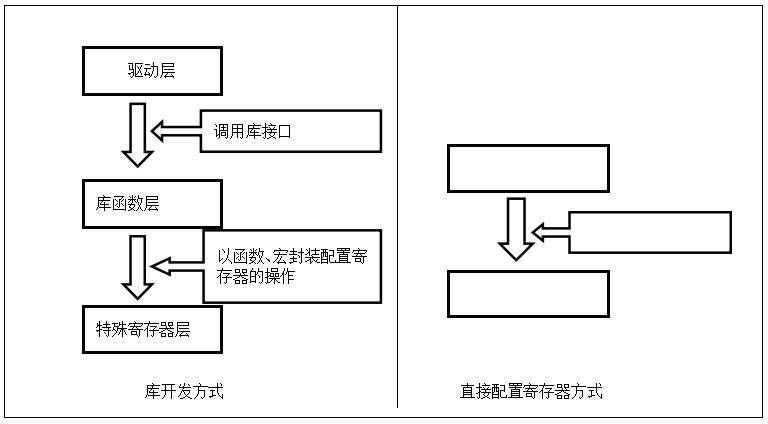 驱动层
调用库接口
库函数层
以函数、宏封装配置寄
存器的操作
特殊寄存器层
库开发方式
直接配置寄存器方式